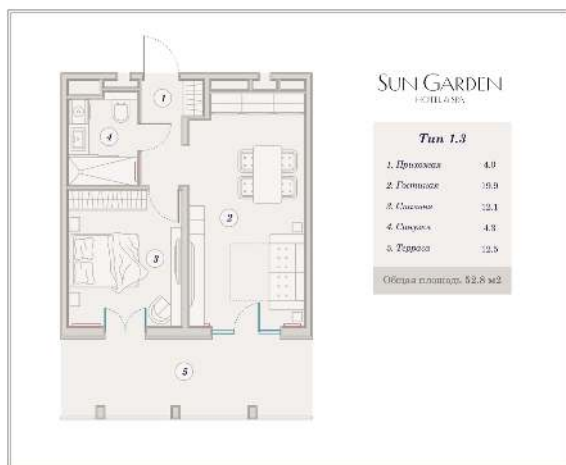 SUN GARDEN
HOTEL & SPA
Тип 1.3
1. Прихожая 4.0
2. Гостиная 19.9
3. Спальня 12.1
4. Санузел 4.3
5. Терраса 12.5
Общая площадь 52.8 м2
1
4
2
3
5